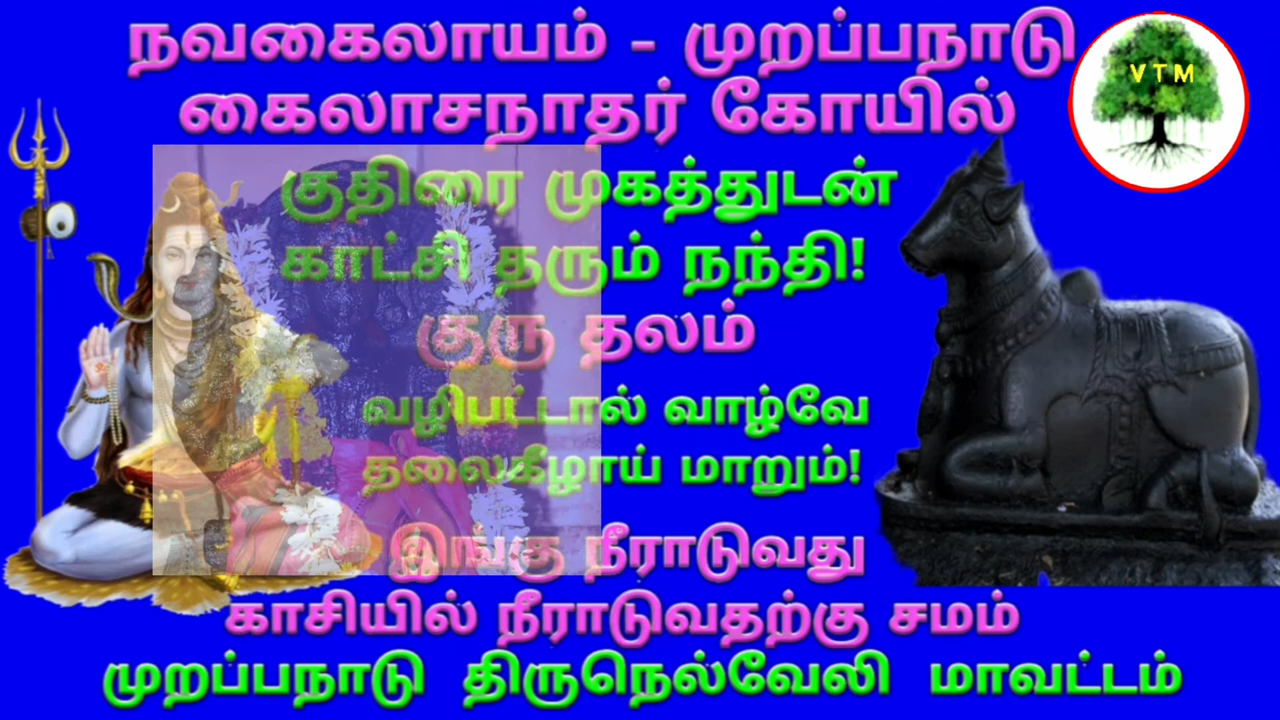 நவகைலாயம் - முறப்பநாடு
VTM
கைலாசநாதர் கோயில்
குதிரை முகத்துடன்
காட்சி தரும் நந்தி!
குரு தலம்
வழிபட்டால் வாழ்வே
தலைகீழாய் மாறும்!
இங்கு நீராடுவது
காசியில் நீராடுவதற்கு சமம்
முறப்பநாடு திருநெல்வேலி மாவட்டம்